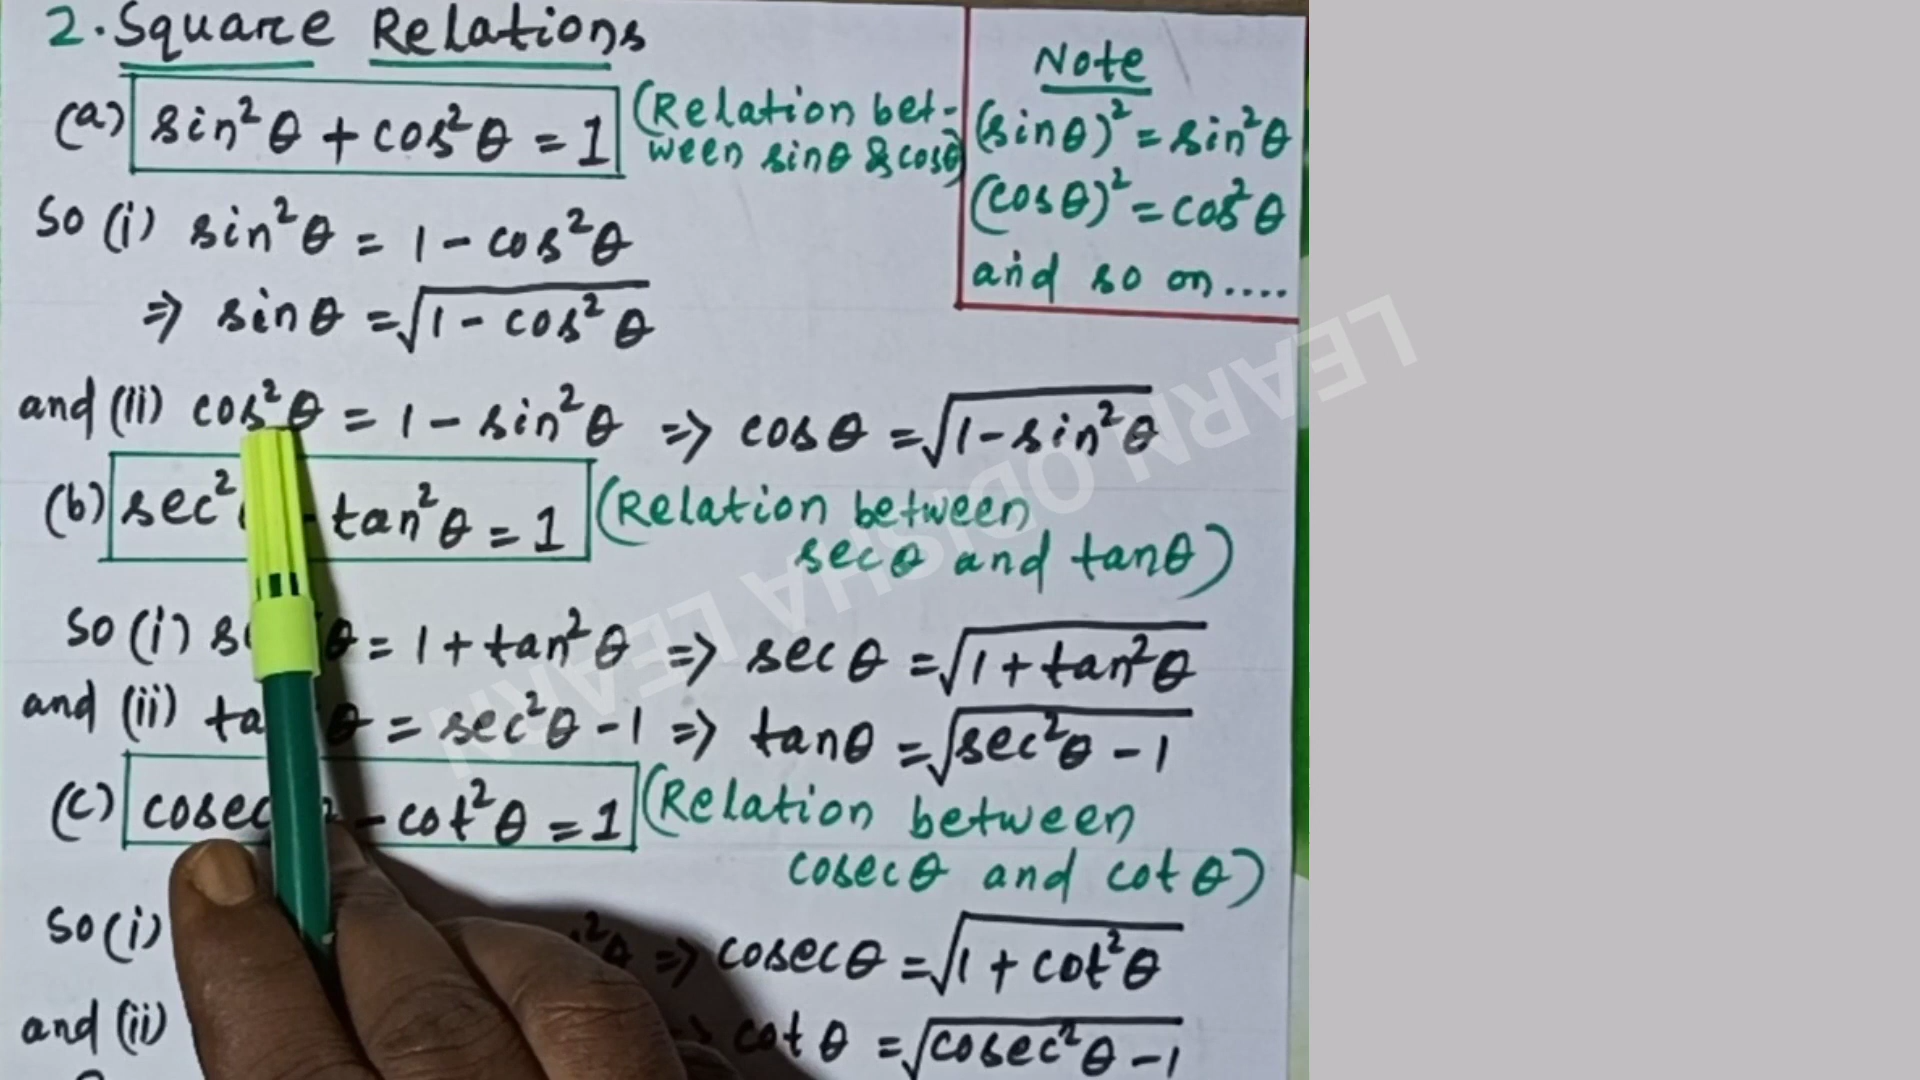 2. Square Relations
(a) sin²θ + cos²θ = 1 (Relation bet-
ween sinθ & cosθ)
So (i) sin²θ = 1 - cos²θ
⇒ sinθ = √(1 - cos²θ)
and (ii) cos²θ = 1 - sin²θ ⇒ cosθ = √(1 - sin²θ)
(b) sec² - tan²θ = 1 (Relation between
secθ and tanθ)
So (i) θ = 1 + tan²θ ⇒ secθ = √(1 + tan²θ)
and (ii) ta θ = sec²θ - 1 ⇒ tanθ = √(sec²θ - 1)
(c) cosec - cot²θ = 1 (Relation between
cosecθ and cotθ)
So (i) ²θ ⇒ cosecθ = √(1 + cot²θ)
and (ii) cotθ = √(cosec²θ - 1)
Note
(sinθ)² = sin²θ
(cosθ)² = cos²θ
and so on....
LEARN ODISHA LEARN